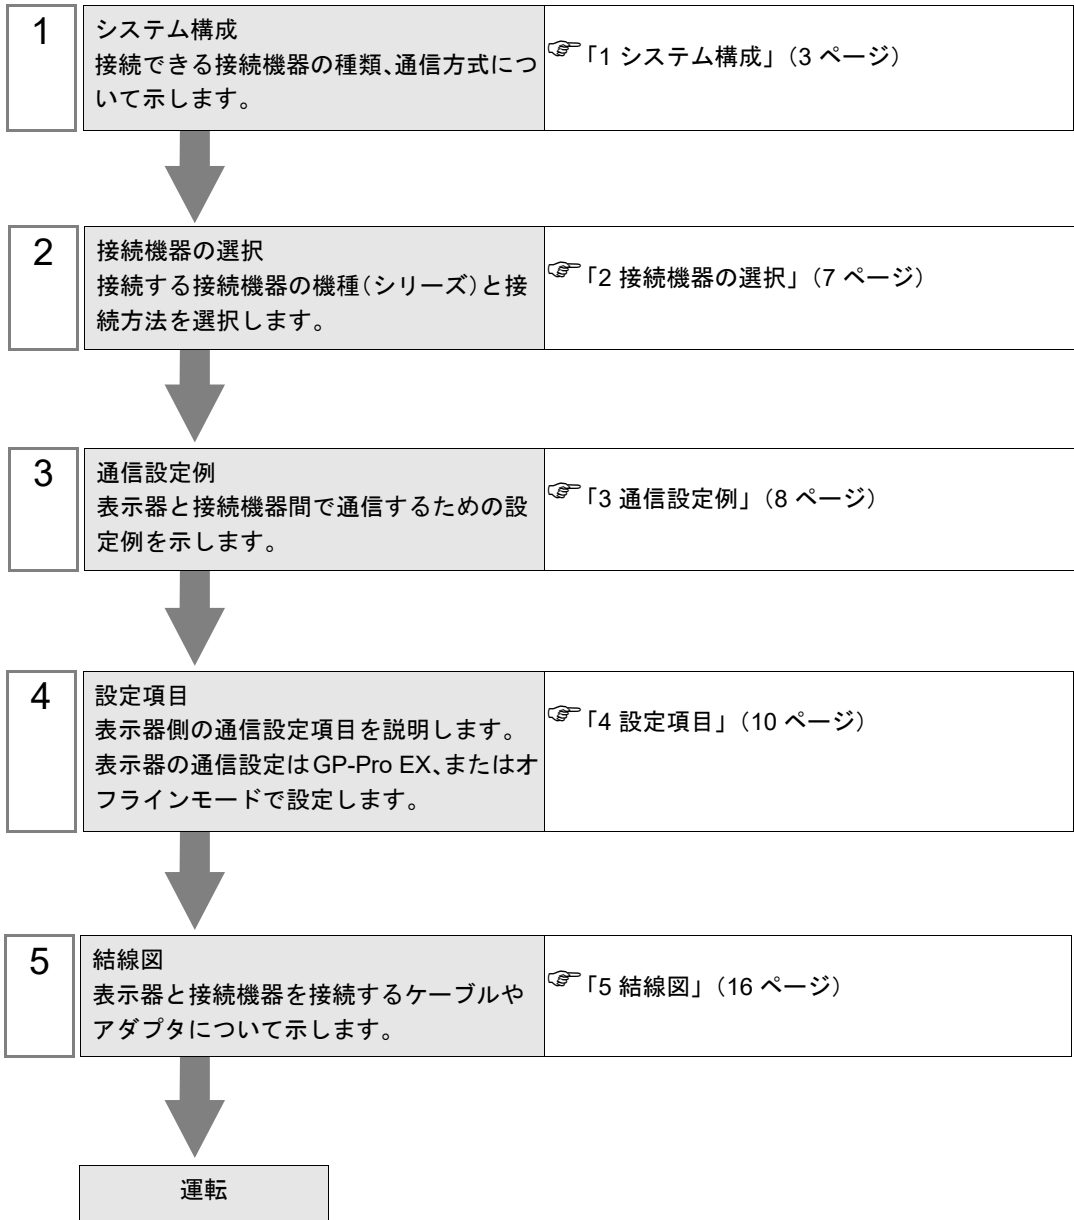 1
システム構成
接続できる接続機器の種類、通信方式につ
いて示します。
☞「1 システム構成」（3 ページ）
2
接続機器の選択
接続する接続機器の機種（シリーズ）と接
続方法を選択します。
☞「2 接続機器の選択」（7 ページ）
3
通信設定例
表示器と接続機器間で通信するための設
定例を示します。
☞「3 通信設定例」（8 ページ）
4
設定項目
表示器側の通信設定項目を説明します。
表示器の通信設定はGP-Pro EX、またはオ
フラインモードで設定します。
☞「4 設定項目」（10 ページ）
5
結線図
表示器と接続機器を接続するケーブルや
アダプタについて示します。
☞「5 結線図」（16 ページ）
運転